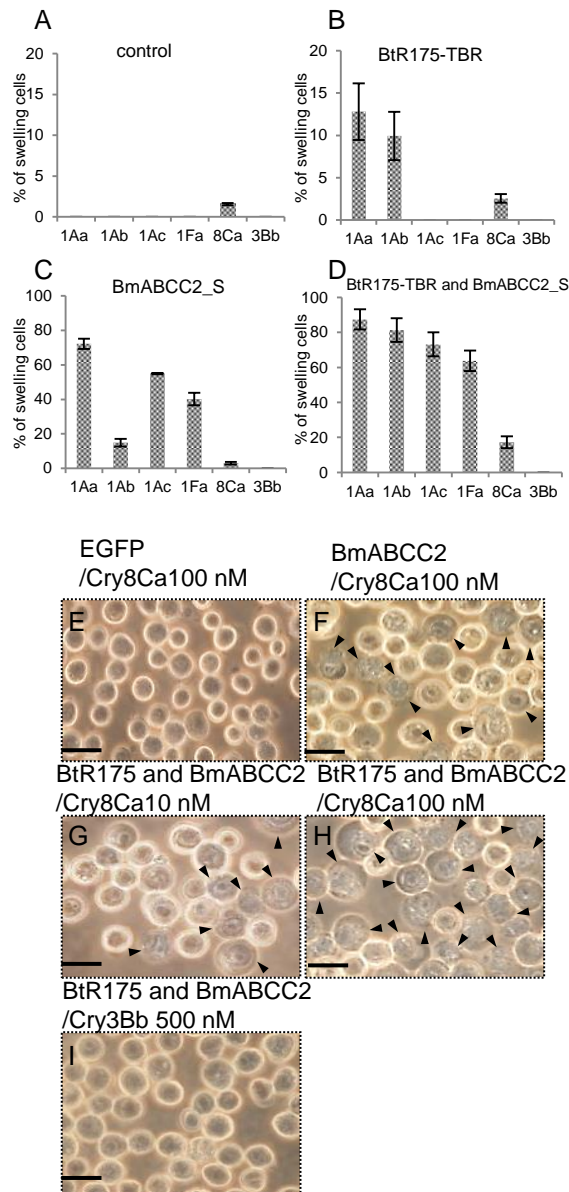 A
control
% of swelling cells
20
15
10
5
0
1Aa 1Ab 1Ac 1Fa 8Ca 3Bb
B
BtR175-TBR
% of swelling cells
20
15
10
5
0
1Aa 1Ab 1Ac 1Fa 8Ca 3Bb
C
BmABCC2_S
% of swelling cells
100
80
60
40
20
0
1Aa 1Ab 1Ac 1Fa 8Ca 3Bb
D
BtR175-TBR and BmABCC2_S
% of swelling cells
100
80
60
40
20
0
1Aa 1Ab 1Ac 1Fa 8Ca 3Bb
EGFP
/Cry8Ca100 nM
E
BmABCC2
/Cry8Ca100 nM
F
BtR175 and BmABCC2
/Cry8Ca10 nM
G
BtR175 and BmABCC2
/Cry8Ca100 nM
H
BtR175 and BmABCC2
/Cry3Bb 500 nM
I